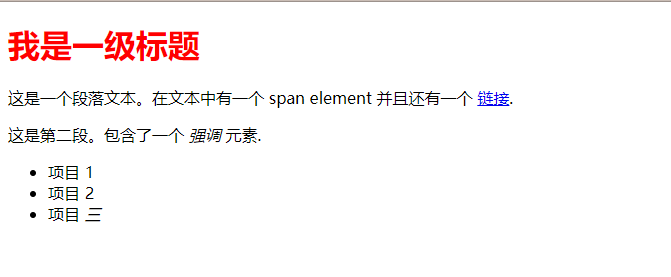 我是一级标题
这是一个段落文本。在文本中有一个 span element 并且还有一个 链接.
这是第二段。包含了一个 强调 元素.
项目 1
项目 2
项目 三